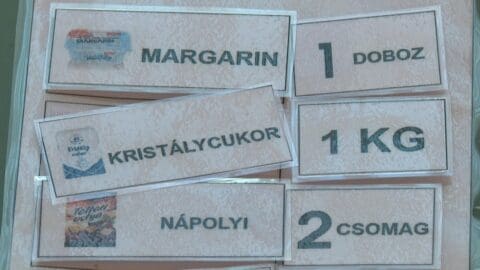 MARGARIN 1 DOBOZ
KRISTÁLYCUKOR 1 KG
NÁPOLYI 2 CSOMAG